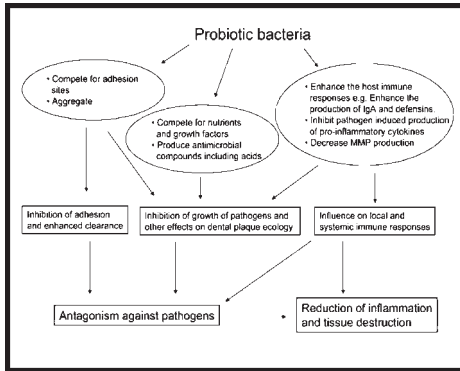 Probiotic bacteria
• Compete for adhesion
sites
• Aggregate
• Compete for nutrients
and growth factors
• Produce antimicrobial
compounds including acids
• Enhance the host immune
responses e.g. Enhance the
production of IgA and defensins.
• Inhibit pathogen induced production
of pro-inflammatory cytokines
• Decrease MMP production
Inhibition of adhesion
and enhanced clearance
Inhibition of growth of pathogens and
other effects on dental plaque ecology
Influence on local and
systemic immune responses
Antagonism against pathogens
Reduction of inflammation
and tissue destruction